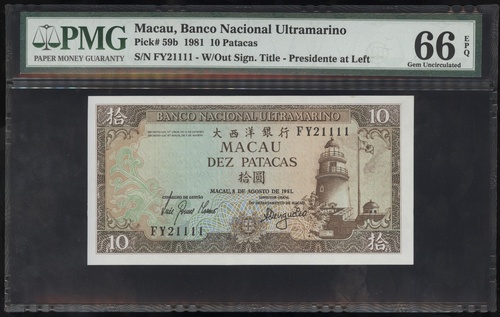 PMG
PAPER MONEY GUARANTY
Macau, Banco Nacional Ultramarino
Pick# 59b 1981 10 Patacas
S/N FY21111 - W/Out Sign. Title - Presidente at Left
66 EPQ
Gem Uncirculated
拾 BANCO NACIONAL ULTRAMARINO 10
大西洋銀行 FY21111
MACAU
DEZ PATACAS
拾圓
MACAU, 8 DE AGOSTO DE 1981.
FY21111
10 拾